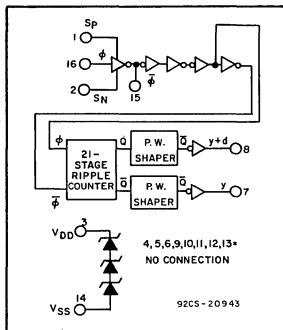 Sp
1
16 ϕ
2
SN
15
ϕ̅
ϕ
ϕ̅
21-
STAGE
RIPPLE
COUNTER
Q
P. W.
SHAPER
Q̅
y+d
8
Q̅
P. W.
SHAPER
Q̅
y
7
VDD
3
VSS
14
4,5,6,9,10,11,12,13=
NO CONNECTION
92CS-20943